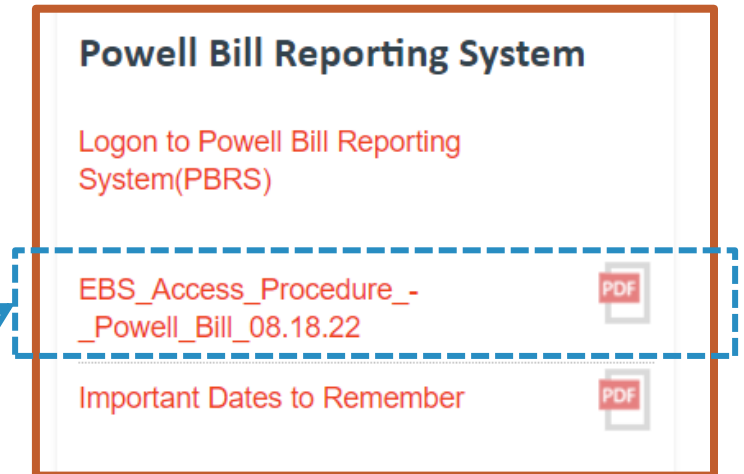 Powell Bill Reporting System
Logon to Powell Bill Reporting
System(PBRS)
EBS_Access_Procedure_-
_Powell_Bill_08.18.22
PDF
Important Dates to Remember
PDF